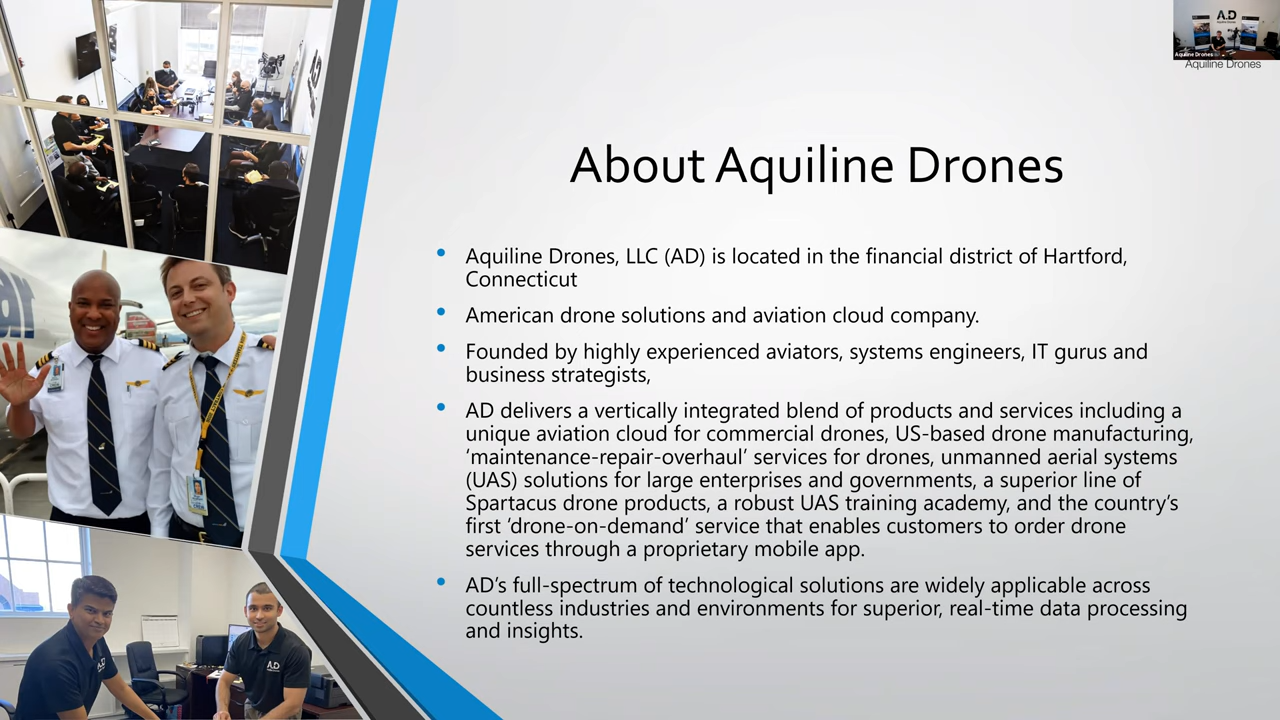 A.D
Aquiline Drones
Aquiline Drones
About Aquiline Drones
Aquiline Drones, LLC (AD) is located in the financial district of Hartford,
Connecticut
American drone solutions and aviation cloud company.
Founded by highly experienced aviators, systems engineers, IT gurus and
business strategists,
AD delivers a vertically integrated blend of products and services including a
unique aviation cloud for commercial drones, US-based drone manufacturing,
‘maintenance-repair-overhaul’ services for drones, unmanned aerial systems
(UAS) solutions for large enterprises and governments, a superior line of
Spartacus drone products, a robust UAS training academy, and the country’s
first ‘drone-on-demand’ service that enables customers to order drone
services through a proprietary mobile app.
AD’s full-spectrum of technological solutions are widely applicable across
countless industries and environments for superior, real-time data processing
and insights.
A.D
A.D